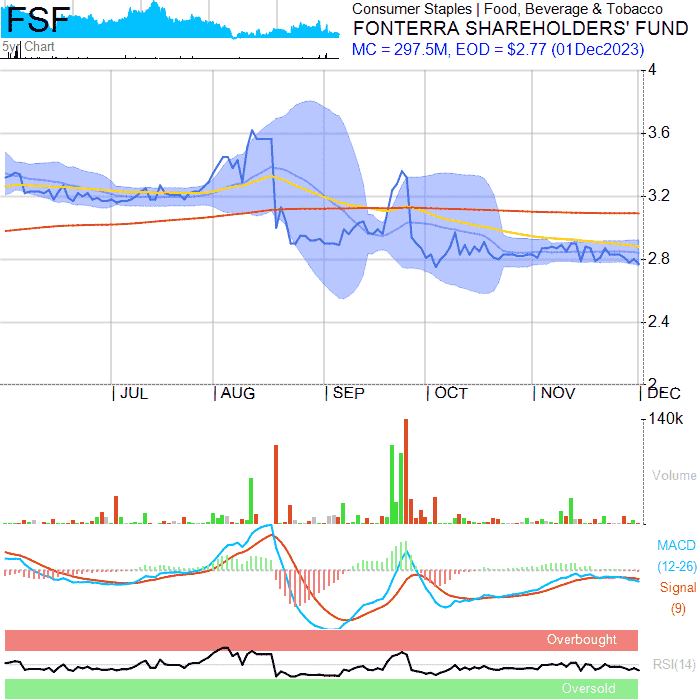 FSF
Consumer Staples | Food, Beverage & Tobacco
FONTERRA SHAREHOLDERS' FUND
5yr Chart
MC = 297.5M, EOD = $2.77 (01Dec2023)
4
3.6
3.2
2.8
2.4
2
JUL AUG SEP OCT NOV DEC
140k
Volume
MACD
(12-26)
Signal
(9)
Overbought
RSI(14)
Oversold